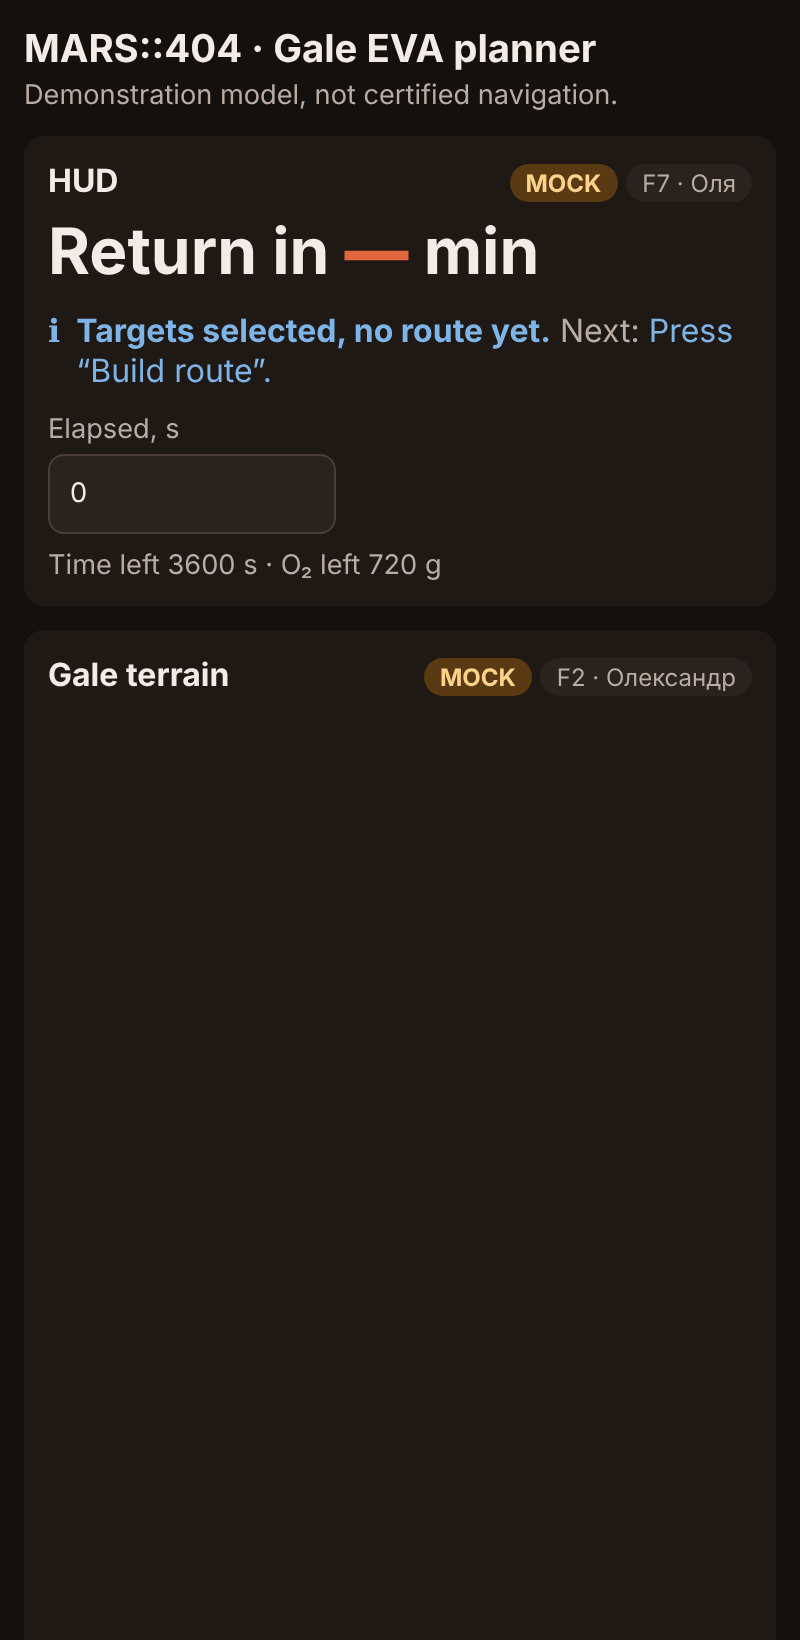 MARS::404 · Gale EVA planner
Demonstration model, not certified navigation.
HUD
MOCK
F7 · Оля
Return in — min
i Targets selected, no route yet. Next: Press
“Build route”.
Elapsed, s
0
Time left 3600 s · O₂ left 720 g
Gale terrain
MOCK
F2 · Олександр